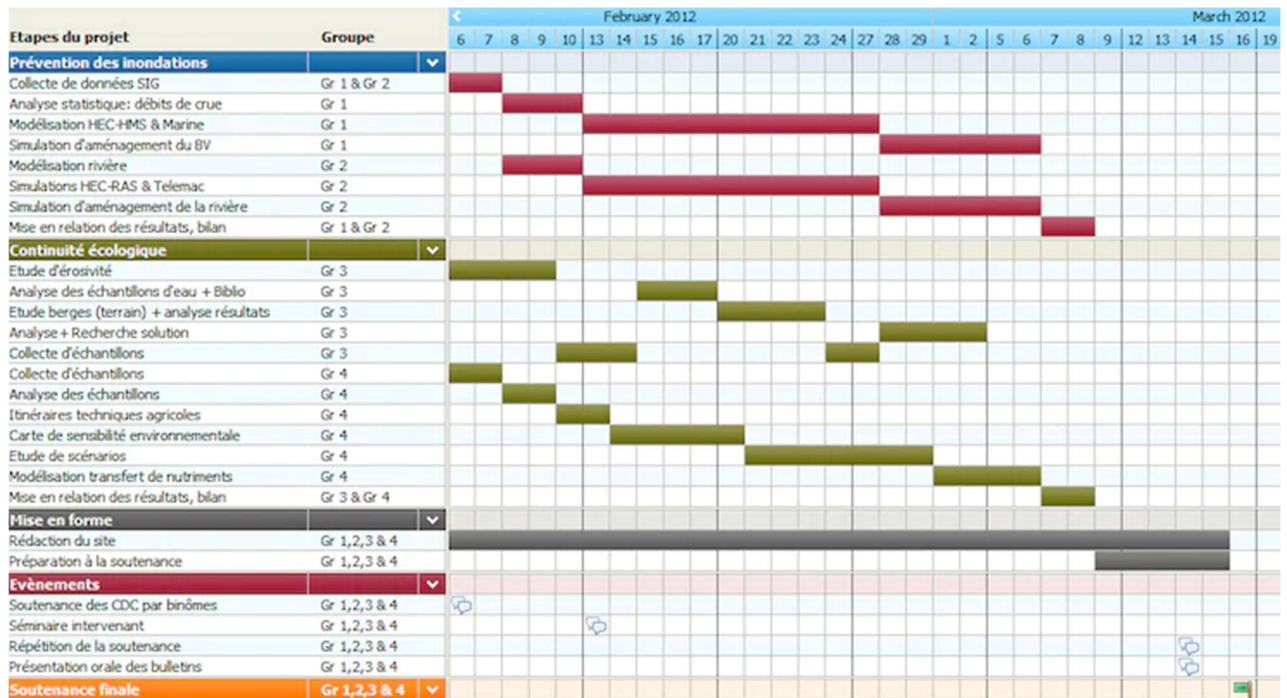 February 2012 March 2012
Etapes du projet Groupe 6 7 8 9 10 13 14 15 16 17 20 21 22 23 24 27 28 29 1 2 5 6 7 8 9 12 13 14 15 16 19
Prévention des inondations
Collecte de données SIG Gr 1 & Gr 2
Analyse statistique: débits de crue Gr 1
Modélisation HEC-HMS & Marine Gr 1
Simulation d'aménagement du BV Gr 1
Modélisation rivière Gr 2
Simulations HEC-RAS & Telemac Gr 2
Simulation d'aménagement de la rivière Gr 2
Mise en relation des résultats, bilan Gr 1 & Gr 2
Continuité écologique
Etude d'érosivité Gr 3
Analyse des échantillons d'eau + Biblio Gr 3
Etude berges (terrain) + analyse résultats Gr 3
Analyse + Recherche solution Gr 3
Collecte d'échantillons Gr 3
Collecte d'échantillons Gr 4
Analyse des échantillons Gr 4
Itinéraires techniques agricoles Gr 4
Carte de sensibilité environnementale Gr 4
Etude de scénarios Gr 4
Modélisation transfert de nutriments Gr 4
Mise en relation des résultats, bilan Gr 3 & Gr 4
Mise en forme
Rédaction du site Gr 1,2,3 & 4
Préparation à la soutenance Gr 1,2,3 & 4
Evènements
Soutenance des CDC par binômes Gr 1,2,3 & 4
Séminaire intervenant Gr 1,2,3 & 4
Répétition de la soutenance Gr 1,2,3 & 4
Présentation orale des bulletins Gr 1,2,3 & 4
Soutenance finale Gr 1,2,3 & 4